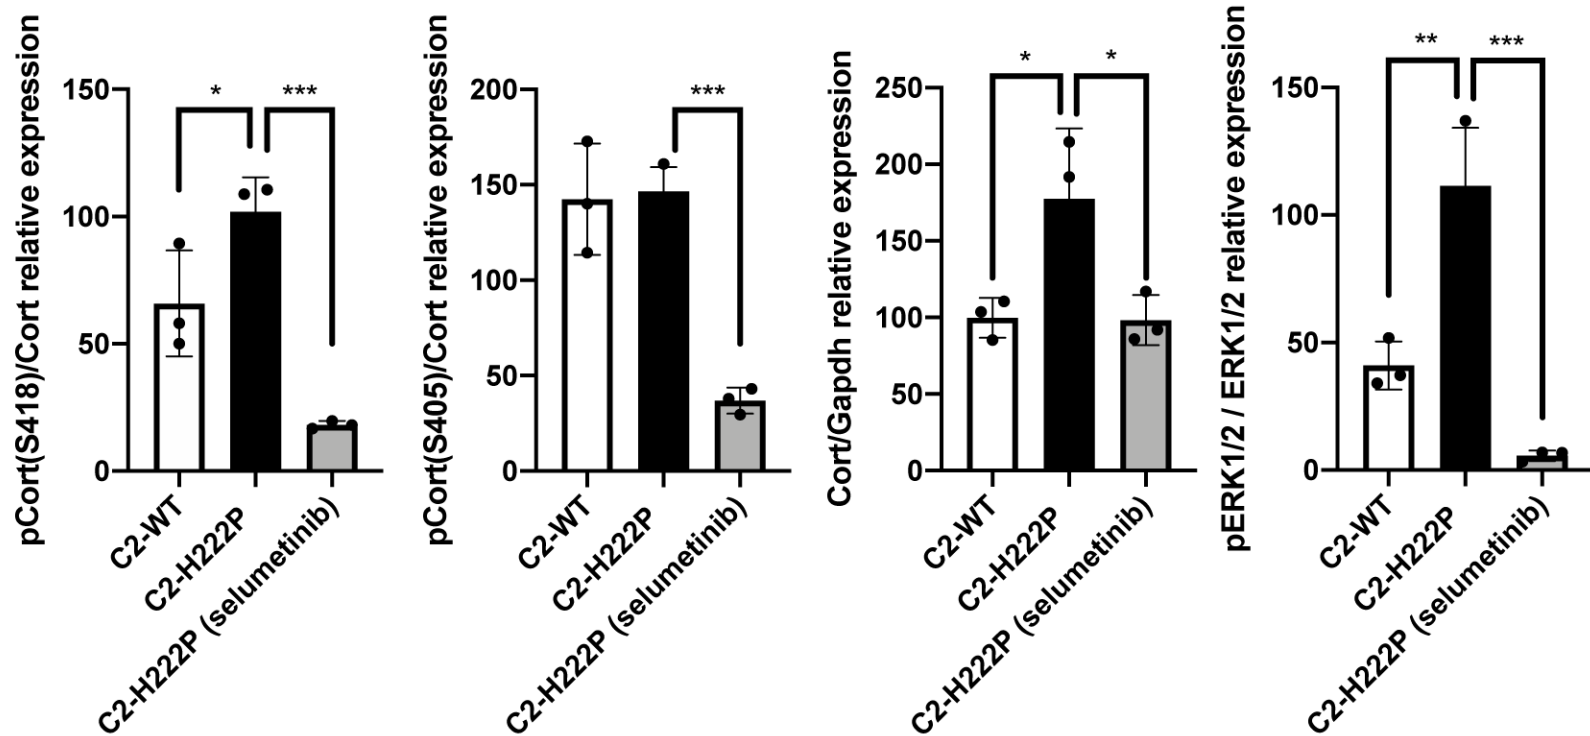 pCort(S418)/Cort relative expression
150
100
50
0
*
***
C2-WT
C2-H222P
C2-H222P (selumetinib)
pCort(S405)/Cort relative expression
200
150
100
50
0
***
C2-WT
C2-H222P
C2-H222P (selumetinib)
Cort/Gapdh relative expression
250
200
150
100
50
0
*
*
C2-WT
C2-H222P
C2-H222P (selumetinib)
pERK1/2 / ERK1/2 relative expression
150
100
50
0
**
***
C2-WT
C2-H222P
C2-H222P (selumetinib)